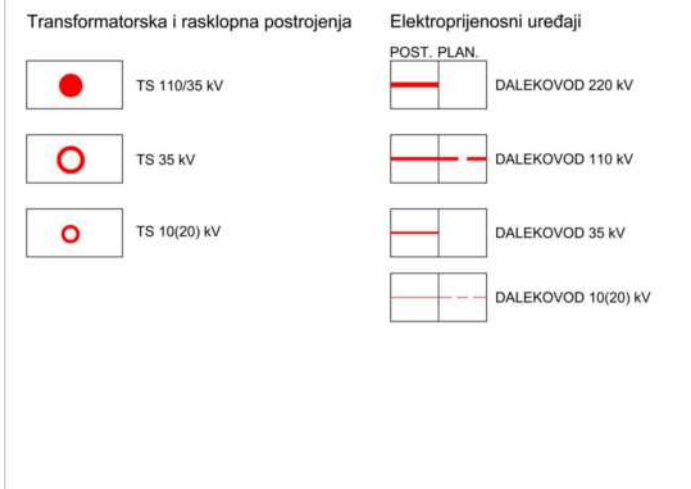 Transformatorska i rasklopna postrojenja
TS 110/35 kV
TS 35 kV
TS 10(20) kV
Elektroprijenosni uređaji
POST. PLAN.
DALEKOVOD 220 kV
DALEKOVOD 110 kV
DALEKOVOD 35 kV
DALEKOVOD 10(20) kV